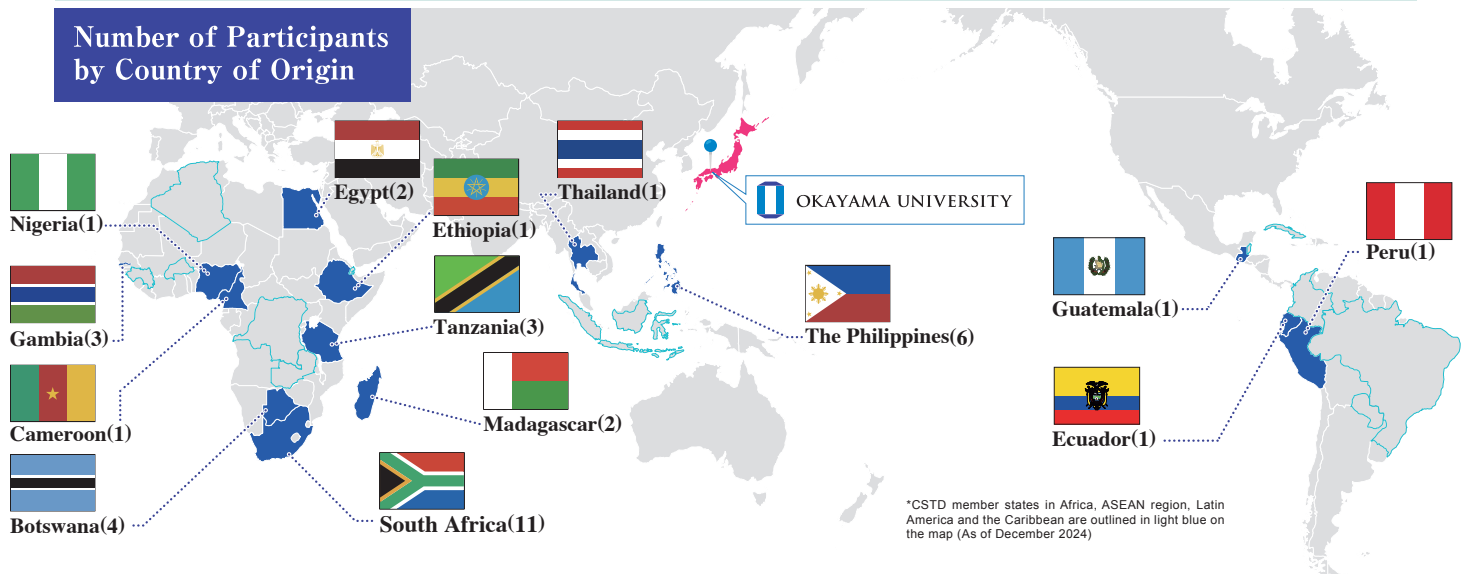 Number of Participants
by Country of Origin
Egypt(2)
Thailand(1)
Nigeria(1)
Ethiopia(1)
OKAYAMA UNIVERSITY
Peru(1)
Gambia(3)
Tanzania(3)
The Philippines(6)
Guatemala(1)
Cameroon(1)
Madagascar(2)
Ecuador(1)
Botswana(4)
South Africa(11)
*CSTD member states in Africa, ASEAN region, Latin
America and the Caribbean are outlined in light blue on
the map (As of December 2024)